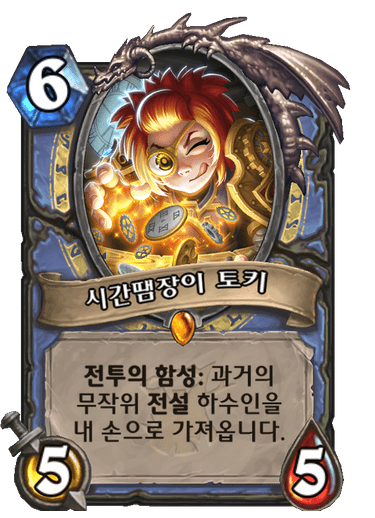 6
시간땜장이 토키
전투의 함성: 과거의
무작위 전설 하수인을
내 손으로 가져옵니다.
5
5